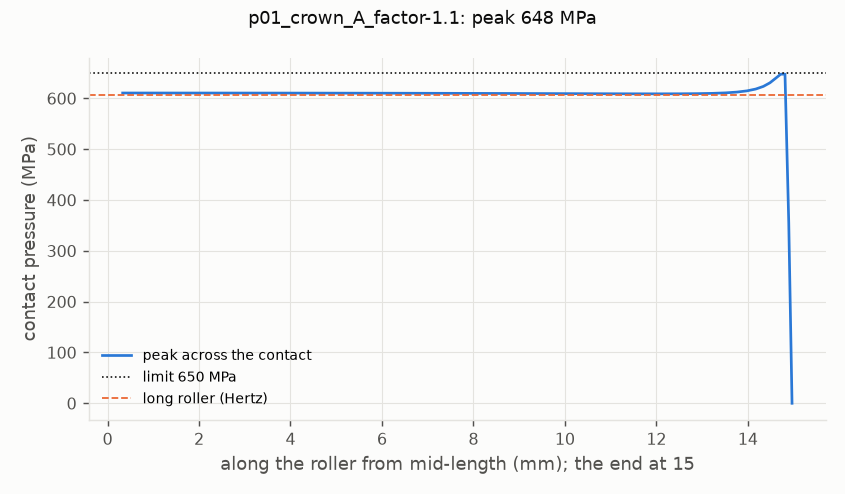 p01_crown_A_factor-1.1: peak 648 MPa
contact pressure (MPa)
600
500
400
300
200
100
0
peak across the contact
limit 650 MPa
long roller (Hertz)
0 2 4 6 8 10 12 14
along the roller from mid-length (mm); the end at 15